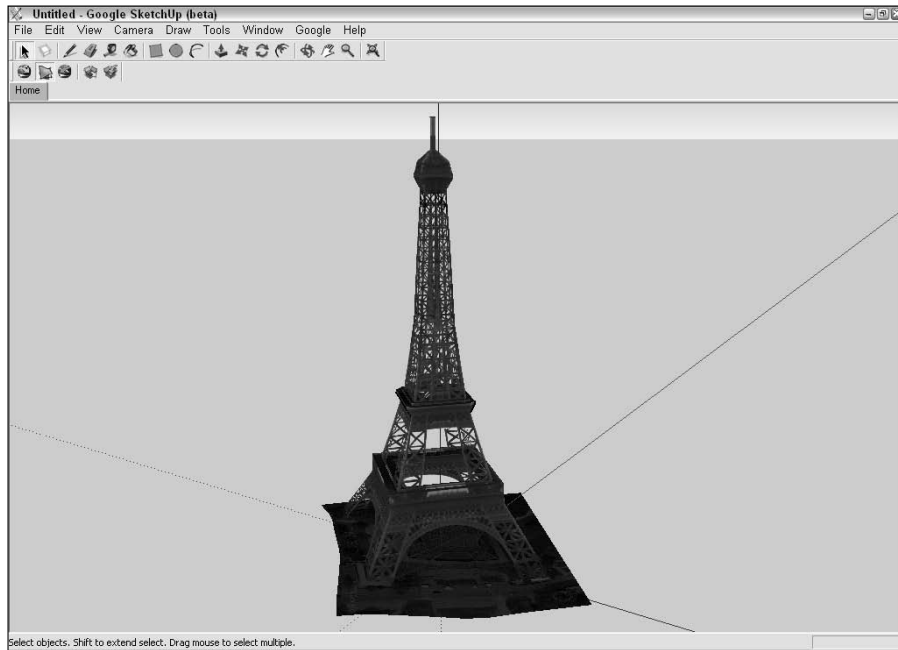 Untitled - Google SketchUp (beta)
File Edit View Camera Draw Tools Window Google Help
Home
Select objects. Shift to extend select. Drag mouse to select multiple.